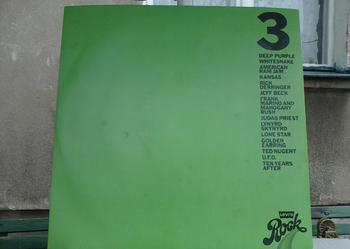 3
DEEP PURPLE
WHITESNAKE
AMERICAN
RAM JAM
KANSAS
RICK
DERRINGER
JEFF BECK
FRANK
MARINO AND
MAHOGANY
RUSH
JUDAS PRIEST
LYNYRD
SKYNYRD
LONE STAR
GOLDEN
EARRING
TED NUGENT
U.F.O.
TEN YEARS
AFTER
Levi's
Rock